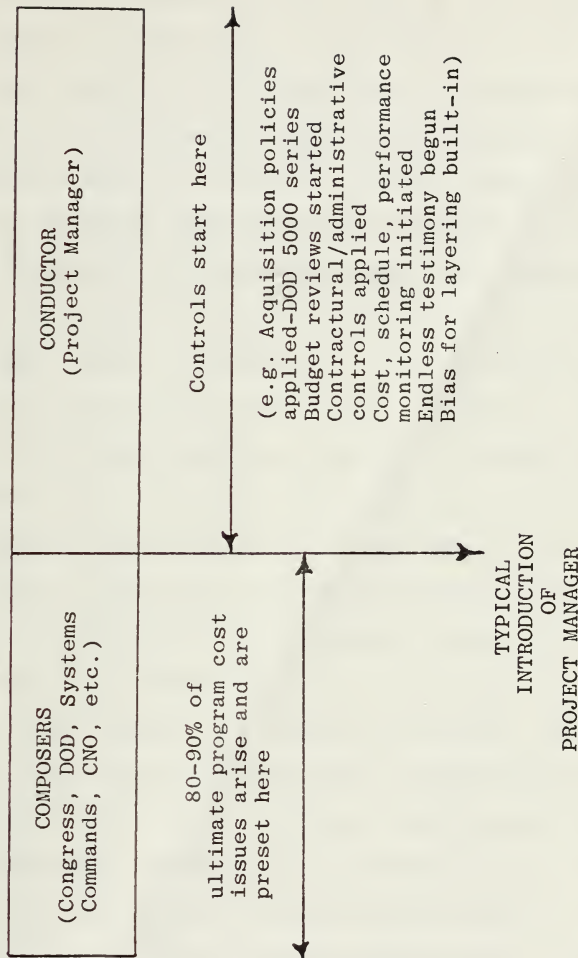 COMPOSERS
(Congress, DOD, Systems
Commands, CNO, etc.)
CONDUCTOR
(Project Manager)
80-90% of
ultimate program cost
issues arise and are
preset here
Controls start here
(e.g. Acquisition policies
applied-DOD 5000 series
Budget reviews started
Contractural/administrative
controls applied
Cost, schedule, performance
monitoring initiated
Endless testimony begun
Bias for layering built-in)
TYPICAL
INTRODUCTION
OF
PROJECT MANAGER